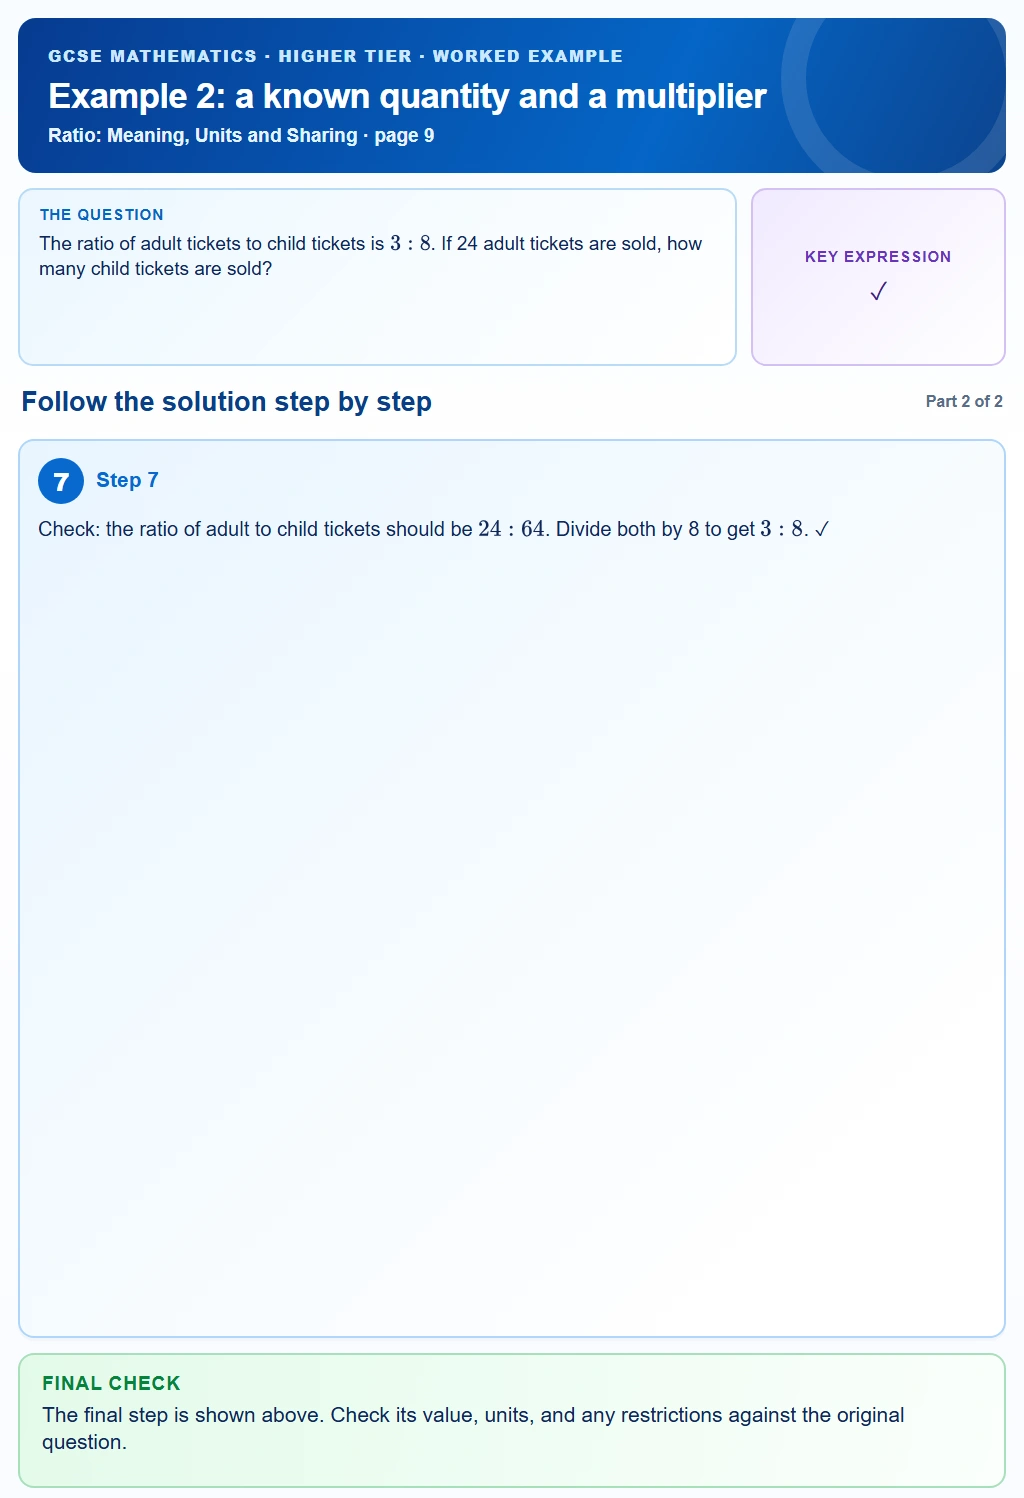 GCSE MATHEMATICS · HIGHER TIER · WORKED EXAMPLE
Example 2: a known quantity and a multiplier
Ratio: Meaning, Units and Sharing · page 9
THE QUESTION
The ratio of adult tickets to child tickets is 3 : 8. If 24 adult tickets are sold, how
many child tickets are sold?
KEY EXPRESSION
✓
Follow the solution step by step
Part 2 of 2
7 Step 7
Check: the ratio of adult to child tickets should be 24 : 64. Divide both by 8 to get 3 : 8. ✓
FINAL CHECK
The final step is shown above. Check its value, units, and any restrictions against the original
question.